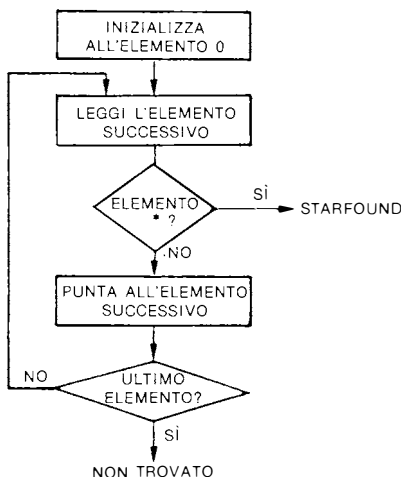 INIZIALIZZA
ALL'ELEMENTO 0
LEGGI L'ELEMENTO
SUCCESSIVO
ELEMENTO
* ?
SÌ
STARFOUND
NO
PUNTA ALL'ELEMENTO
SUCCESSIVO
NO
ULTIMO
ELEMENTO?
SÌ
NON TROVATO